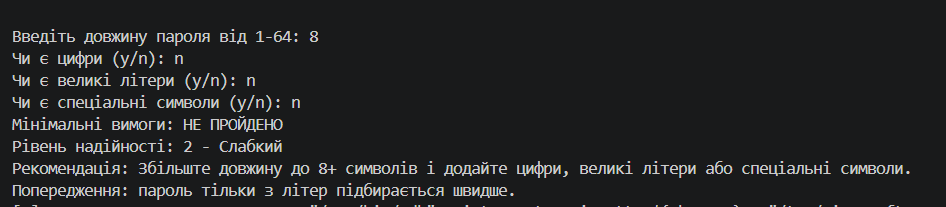 Введіть довжину пароля від 1-64: 8
Чи є цифри (y/n): n
Чи є великі літери (y/n): n
Чи є спеціальні символи (y/n): n
Мінімальні вимоги: НЕ ПРОЙДЕНО
Рівень надійності: 2 - Слабкий
Рекомендація: Збільште довжину до 8+ символів і додайте цифри, великі літери або спеціальні символи.
Попередження: пароль тільки з літер підбирається швидше.